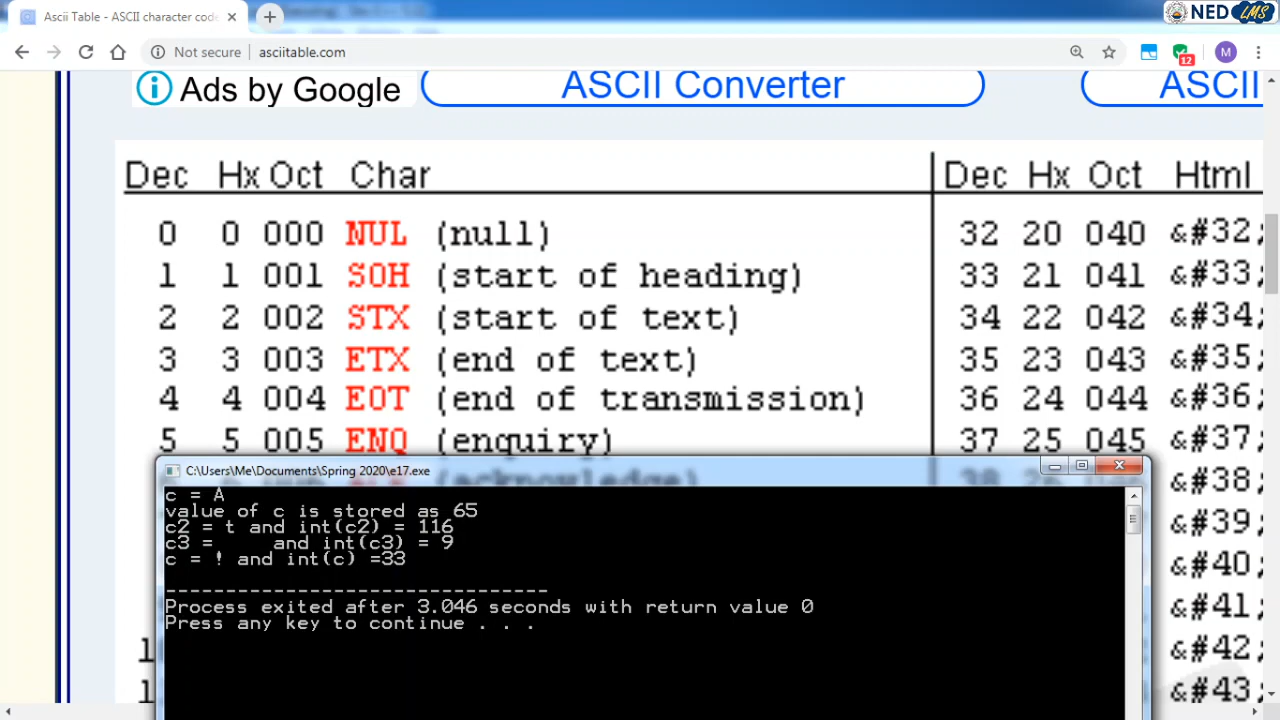 Ascii Table - ASCII character code
NED LMS
Not secure | asciitable.com
12
M
i Ads by Google
ASCII Converter
ASCII
Dec Hx Oct Char
Dec Hx Oct Html
0 0 000 NUL (null)
32 20 040 &#32;
1 1 001 SOH (start of heading)
33 21 041 &#33;
2 2 002 STX (start of text)
34 22 042 &#34;
3 3 003 ETX (end of text)
35 23 043 &#35;
4 4 004 EOT (end of transmission)
36 24 044 &#36;
5 5 005 ENQ (enquiry)
37 25 045 &#37;
&#38;
&#39;
&#40;
&#41;
&#42;
&#43;
C:\Users\Me\Documents\Spring 2020\e17.exe
c = A
value of c is stored as 65
c2 = t and int(c2) = 116
c3 =     and int(c3) = 9
c = ! and int(c) =33
--------------------------------
Process exited after 3.046 seconds with return value 0
Press any key to continue . . .